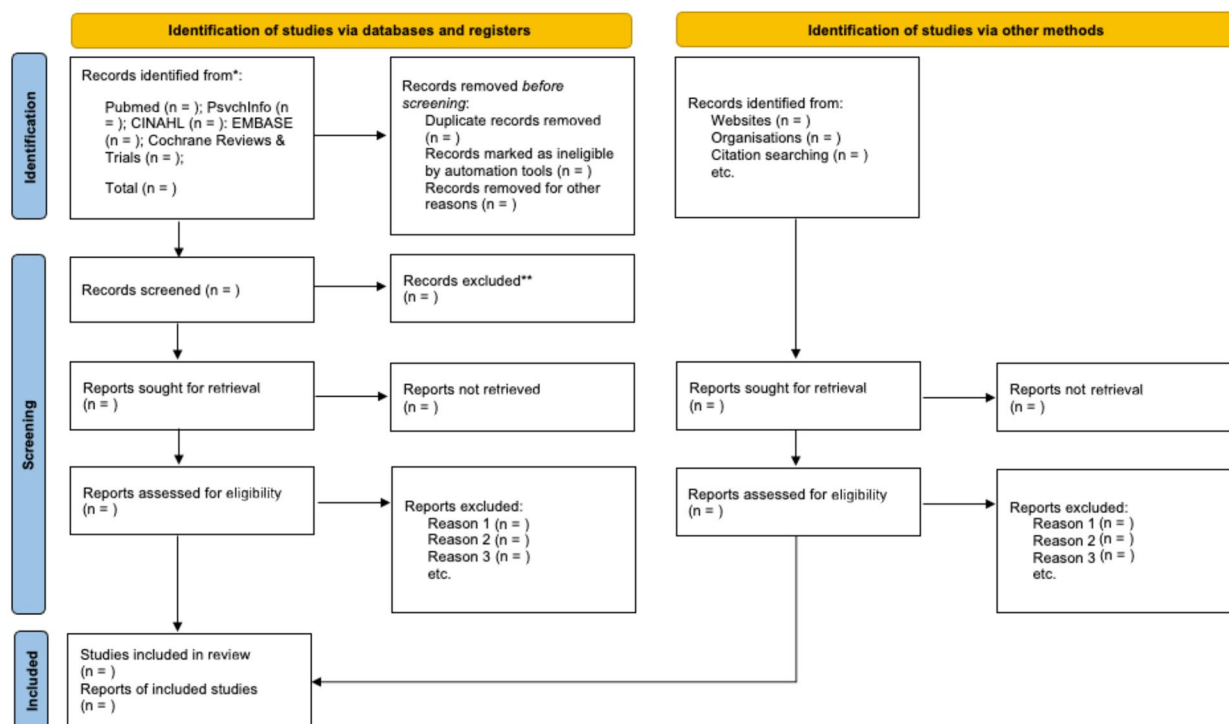 Identification of studies via databases and registers
Identification of studies via other methods
Identification
Records identified from*:
Pubmed (n = ); PsvchInfo (n
= ); CINAHL (n = ): EMBASE
(n = ); Cochrane Reviews &
Trials (n = );
Total (n = )
Records removed before
screening:
Duplicate records removed
(n = )
Records marked as ineligible
by automation tools (n = )
Records removed for other
reasons (n = )
Records identified from:
Websites (n = )
Organisations (n = )
Citation searching (n = )
etc.
Screening
Records screened (n = )
Records excluded**
(n = )
Reports sought for retrieval
(n = )
Reports not retrieved
(n = )
Reports sought for retrieval
(n = )
Reports not retrieval
(n = )
Reports assessed for eligibility
(n = )
Reports excluded:
Reason 1 (n = )
Reason 2 (n = )
Reason 3 (n = )
etc.
Reports assessed for eligibility
(n = )
Reports excluded:
Reason 1 (n = )
Reason 2 (n = )
Reason 3 (n = )
etc.
Included
Studies included in review
(n = )
Reports of included studies
(n = )